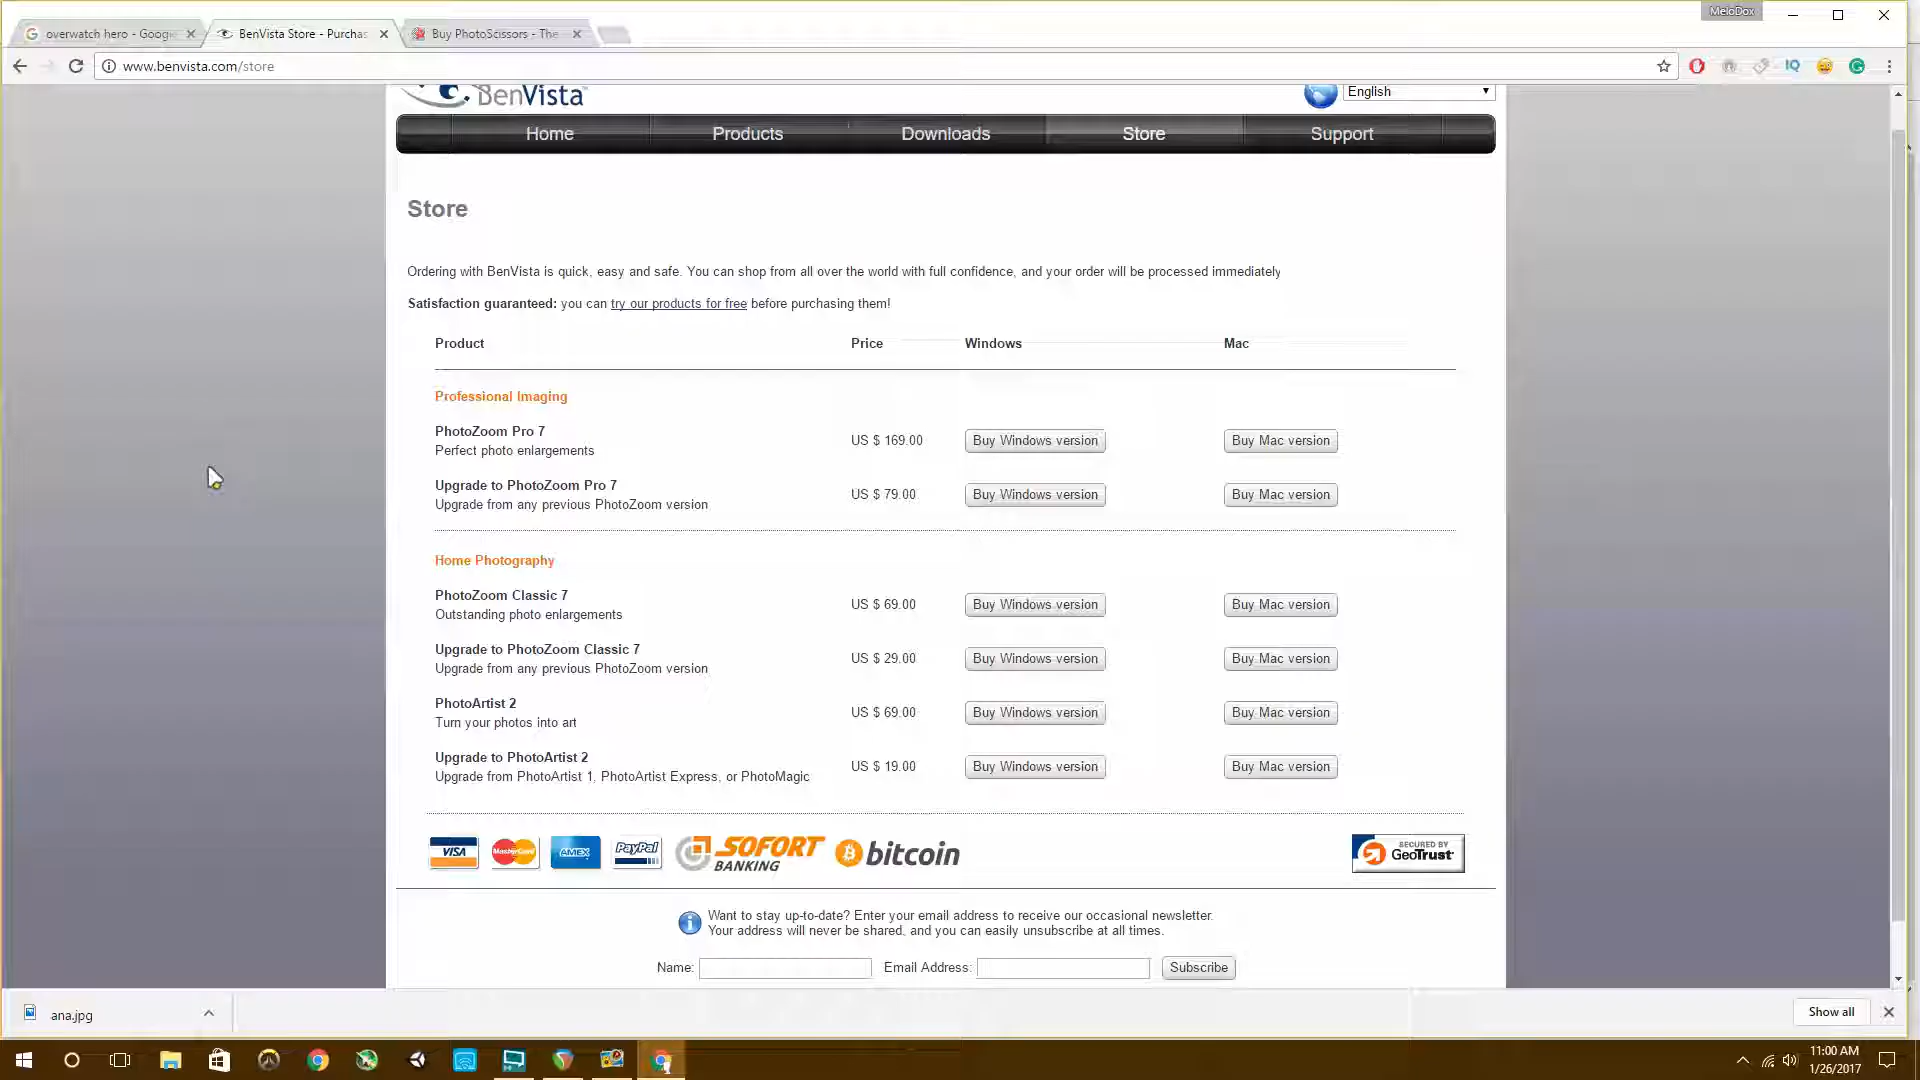 MeloDox
overwatch hero - Google
BenVista Store - Purchas
Buy PhotoScissors - The
www.benvista.com/store
BenVista
English
Home
Products
Downloads
Store
Support
Store
Ordering with BenVista is quick, easy and safe. You can shop from all over the world with full confidence, and your order will be processed immediately
Satisfaction guaranteed: you can try our products for free before purchasing them!
Product Price Windows Mac
Professional Imaging
PhotoZoom Pro 7
Perfect photo enlargements
US $ 169.00 Buy Windows version Buy Mac version
Upgrade to PhotoZoom Pro 7
Upgrade from any previous PhotoZoom version
US $ 79.00 Buy Windows version Buy Mac version
Home Photography
PhotoZoom Classic 7
Outstanding photo enlargements
US $ 69.00 Buy Windows version Buy Mac version
Upgrade to PhotoZoom Classic 7
Upgrade from any previous PhotoZoom version
US $ 29.00 Buy Windows version Buy Mac version
PhotoArtist 2
Turn your photos into art
US $ 69.00 Buy Windows version Buy Mac version
Upgrade to PhotoArtist 2
Upgrade from PhotoArtist 1, PhotoArtist Express, or PhotoMagic
US $ 19.00 Buy Windows version Buy Mac version
VISA
MasterCard
AMEX
PayPal
SOFORT
BANKING
bitcoin
SECURED BY
GeoTrust
Want to stay up-to-date? Enter your email address to receive our occasional newsletter.
Your address will never be shared, and you can easily unsubscribe at all times.
Name: Email Address: Subscribe
ana.jpg
Show all
11:00 AM
1/26/2017